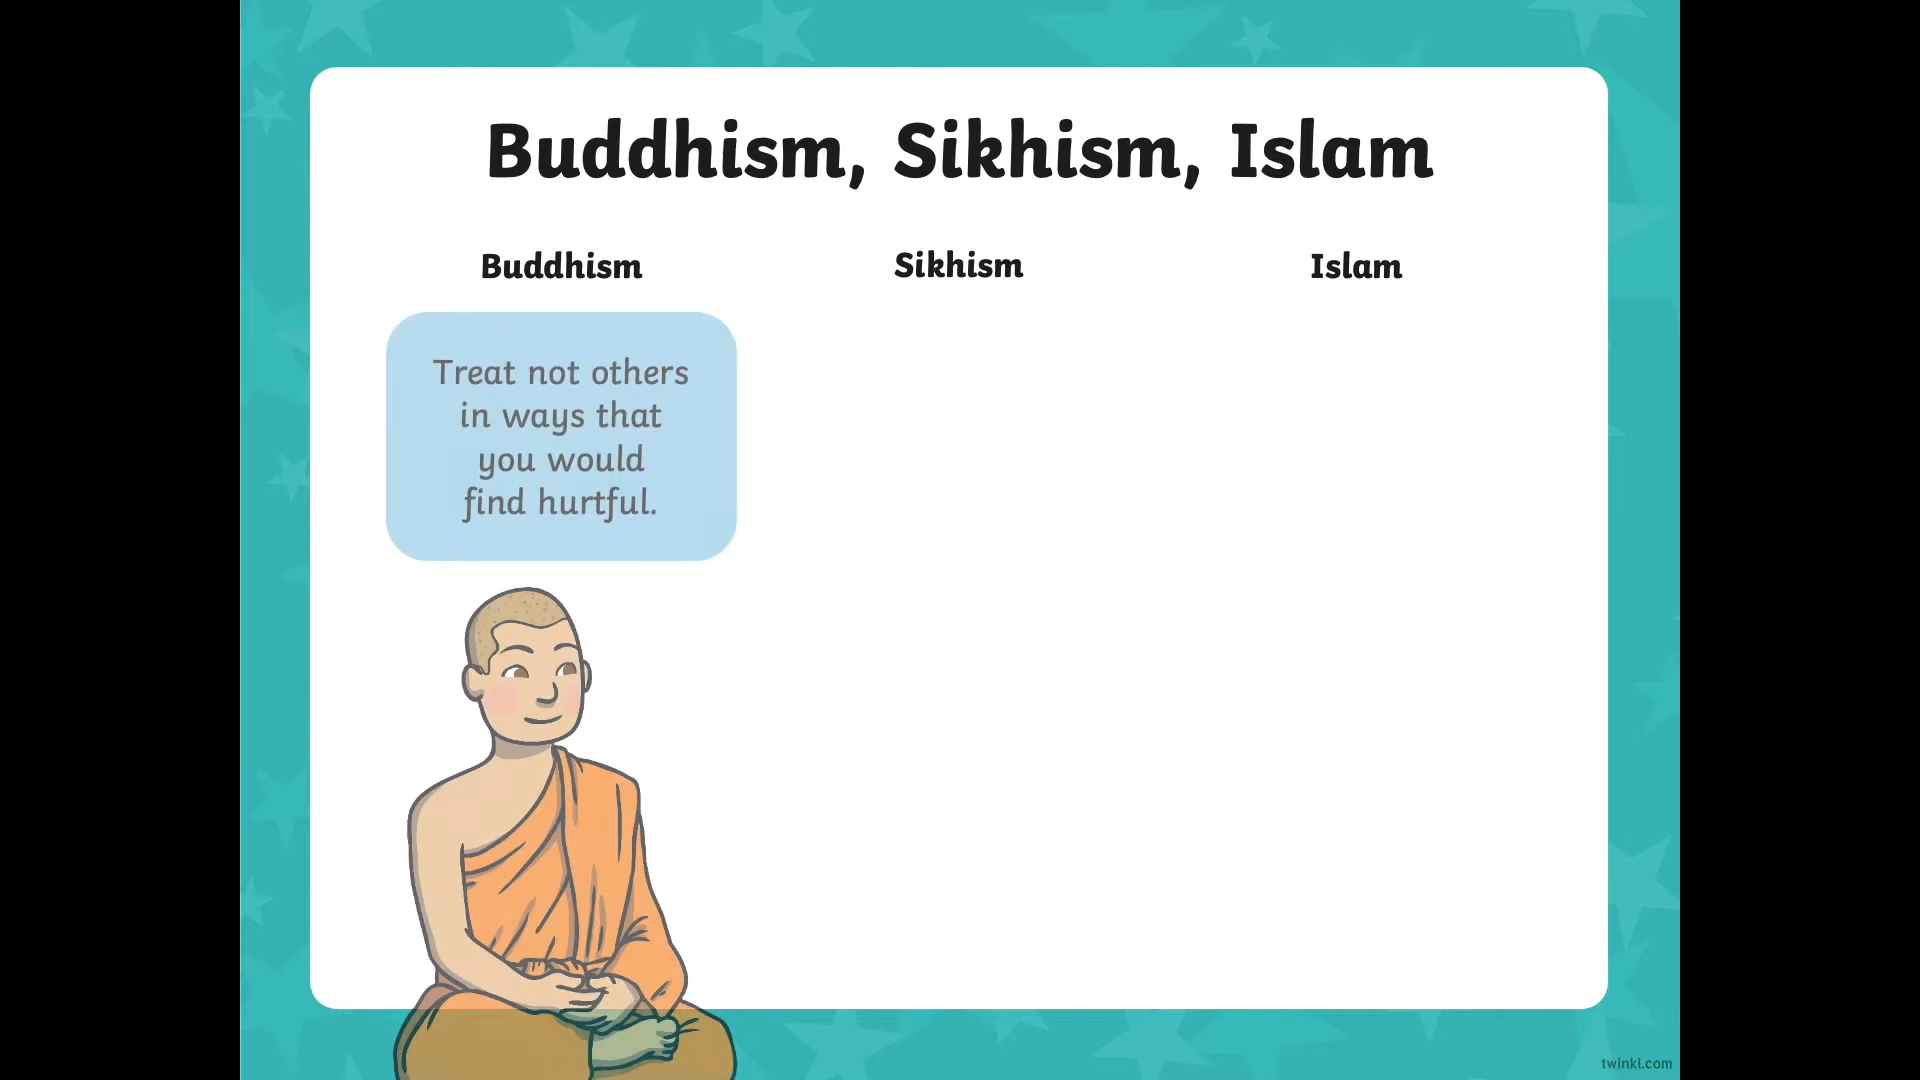 Buddhism, Sikhism, Islam
Buddhism
Sikhism
Islam
Treat not others
in ways that
you would
find hurtful.
twinkl.com